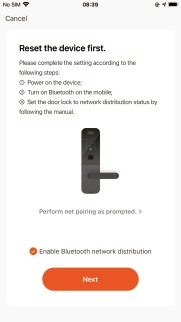 No SIM 08:39
Cancel
Reset the device first.
Please complete the setting according to the
following steps:
① Power on the device;
② Turn on Bluetooth on the mobile;
③ Set the door lock to network distribution status by
following the manual.
Perform net pairing as prompted. >
Enable Bluetooth network distribution
Next